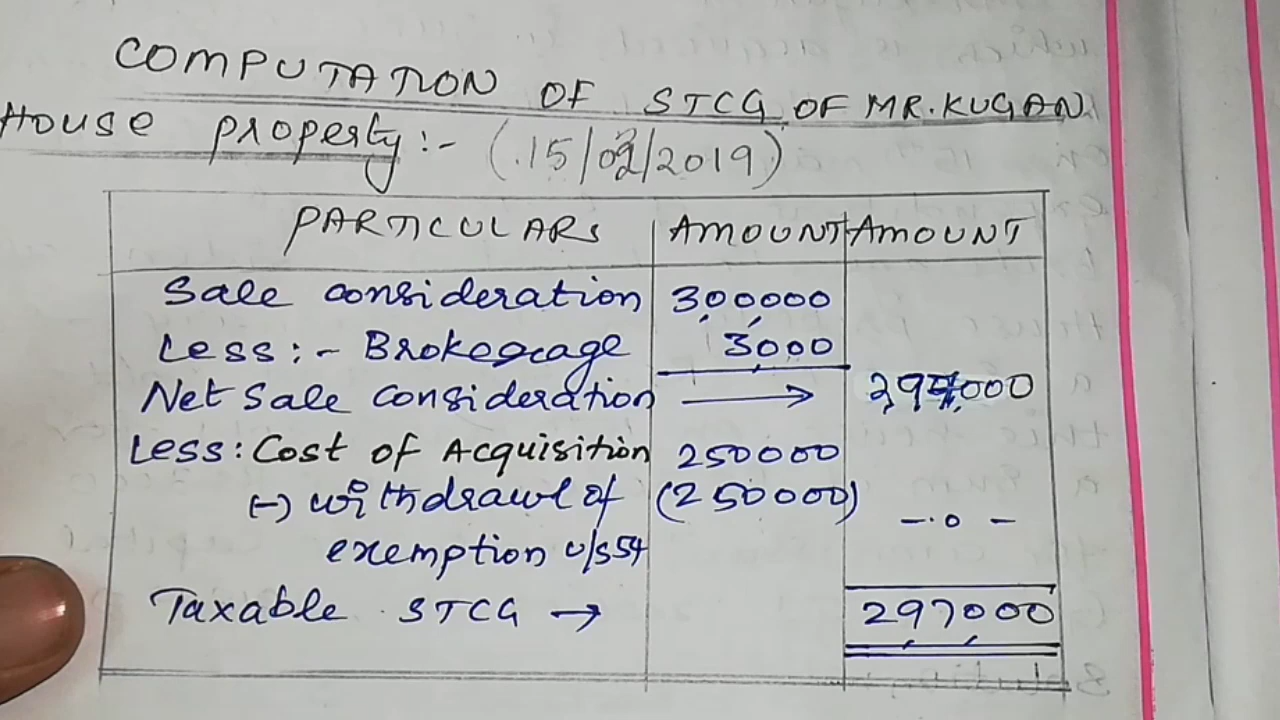 COMPUTATION OF STCG OF MR.KUGAN
House property:- (15/02/2019)
PARTICULARS AMOUNT AMOUNT
Sale consideration 300000
Less:- Brokerage 3000
Net Sale consideration → 297000
Less: Cost of Acquisition 250000
(-) withdrawl of (250000) -.0-
exemption u/s54
Taxable STCG → 297000